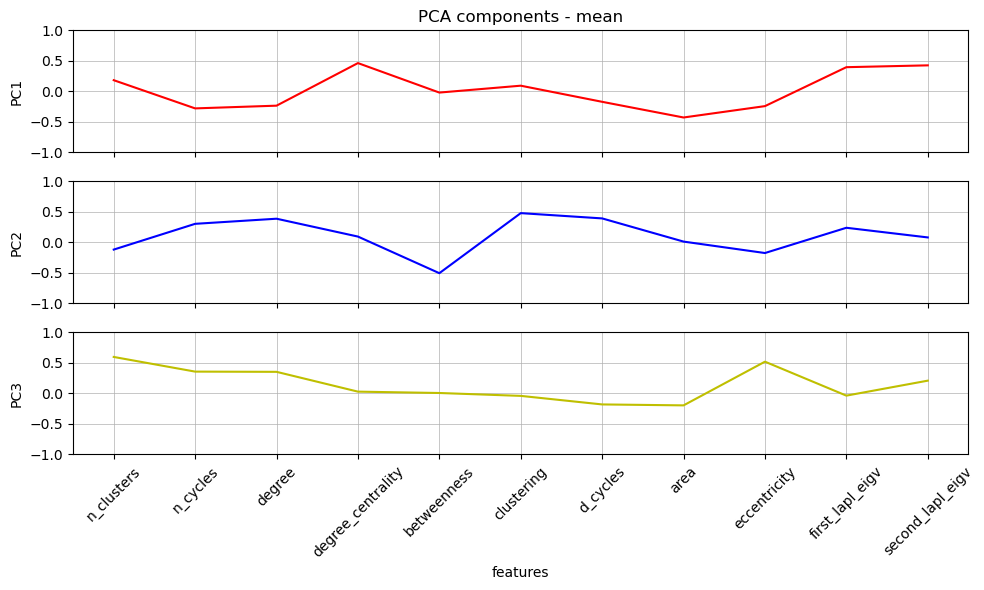 PCA components - mean
1.0
0.5
0.0
−0.5
−1.0
PC1
1.0
0.5
0.0
−0.5
−1.0
PC2
1.0
0.5
0.0
−0.5
−1.0
PC3
n_clusters
n_cycles
degree
degree_centrality
betweenness
clustering
d_cycles
area
eccentricity
first_lapl_eigv
second_lapl_eigv
features